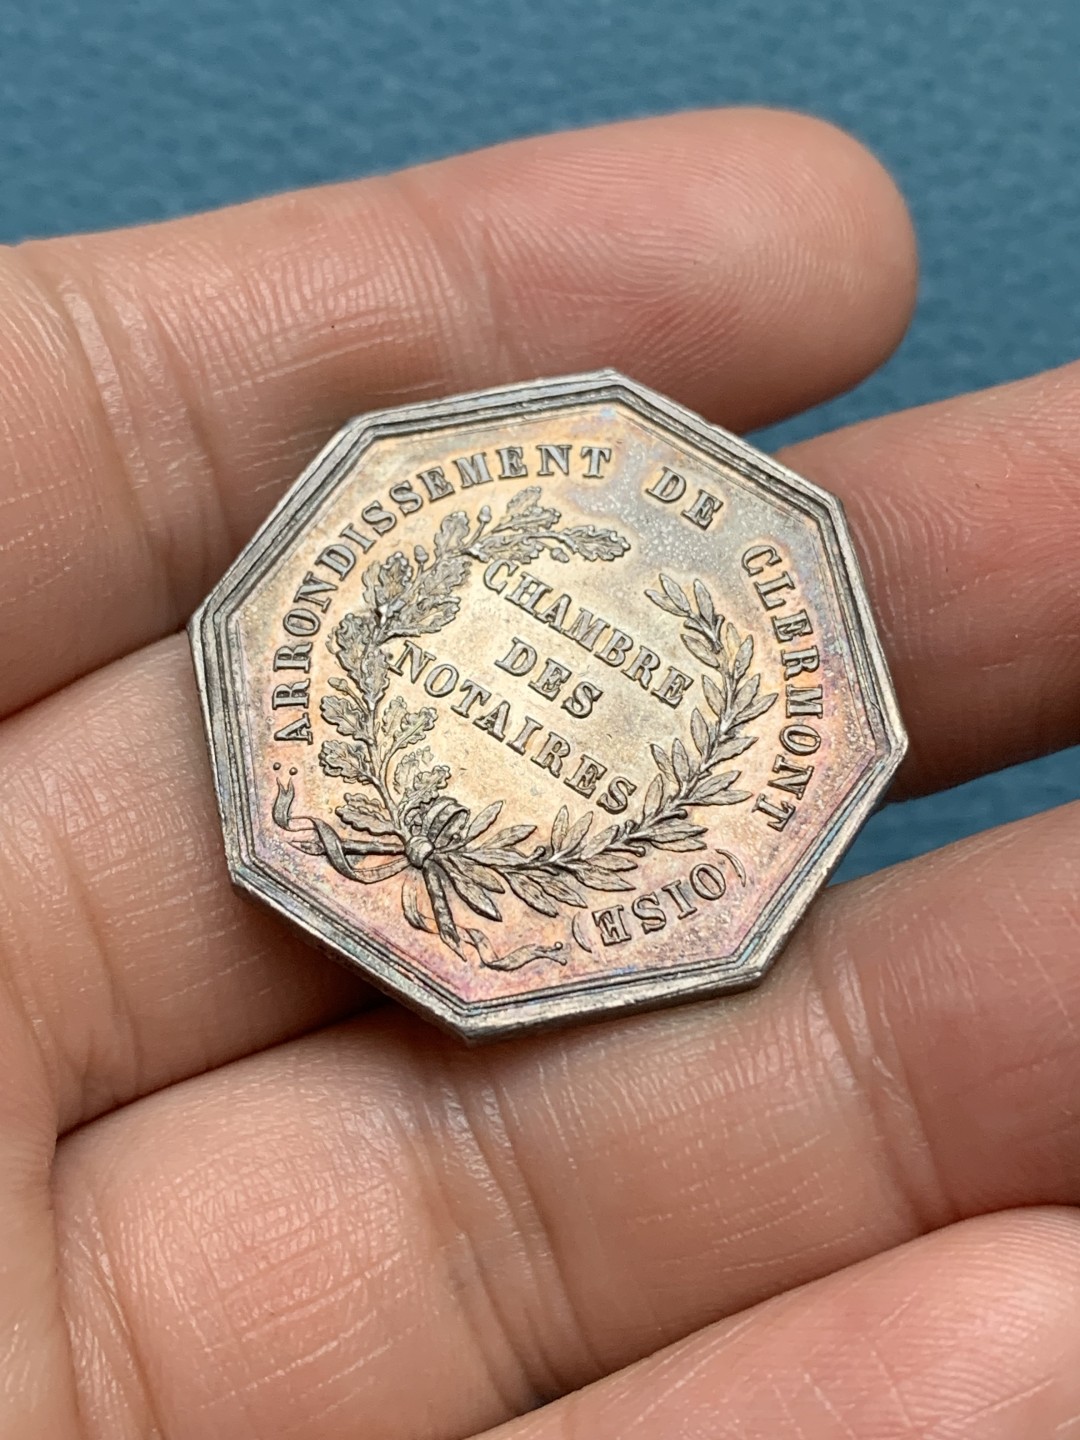 ARRONDISSEMENT DE CLERMONT
(OISE)
CHAMBRE
DES
NOTAIRES